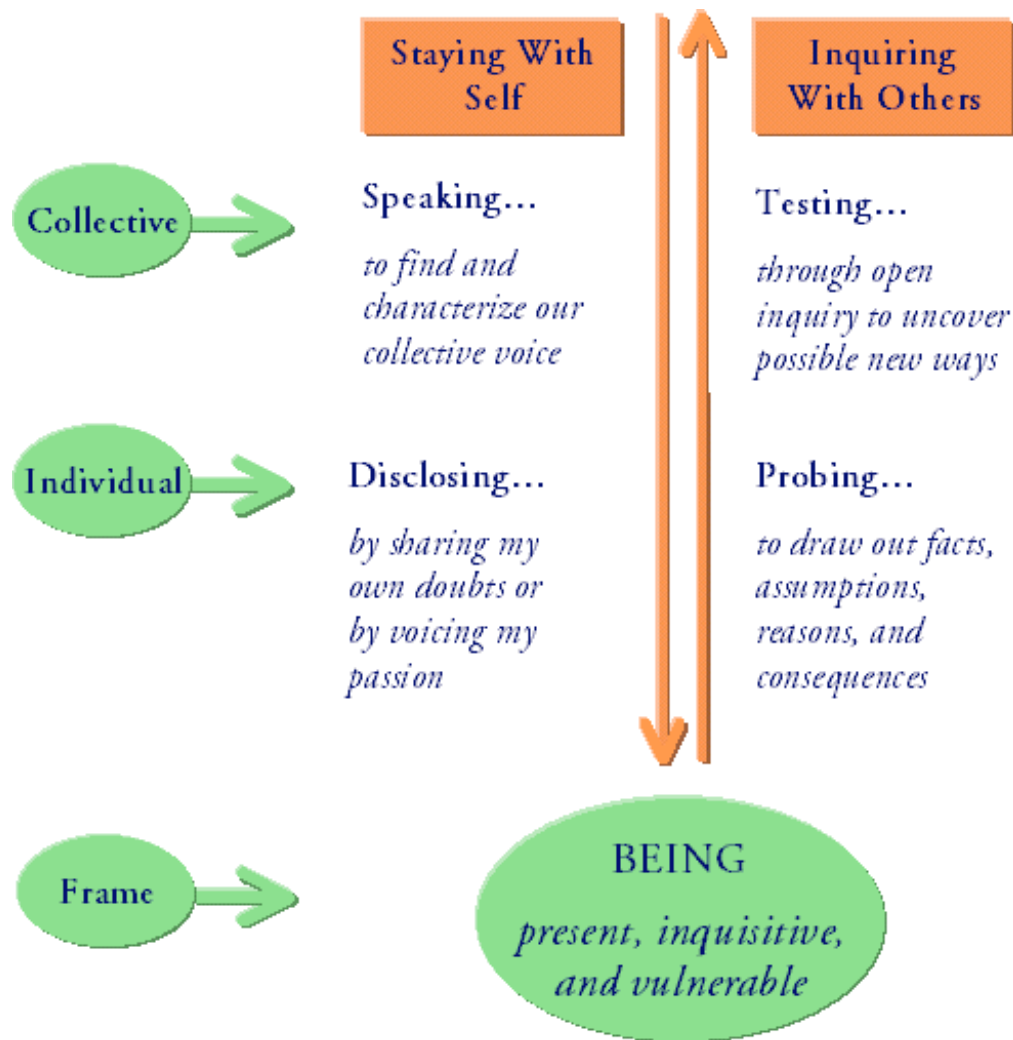 Staying With
Self
Inquiring
With Others
Collective
Speaking...
to find and
characterize our
collective voice
Testing...
through open
inquiry to uncover
possible new ways
Individual
Disclosing...
by sharing my
own doubts or
by voicing my
passion
Probing...
to draw out facts,
assumptions,
reasons, and
consequences
Frame
BEING
present, inquisitive,
and vulnerable